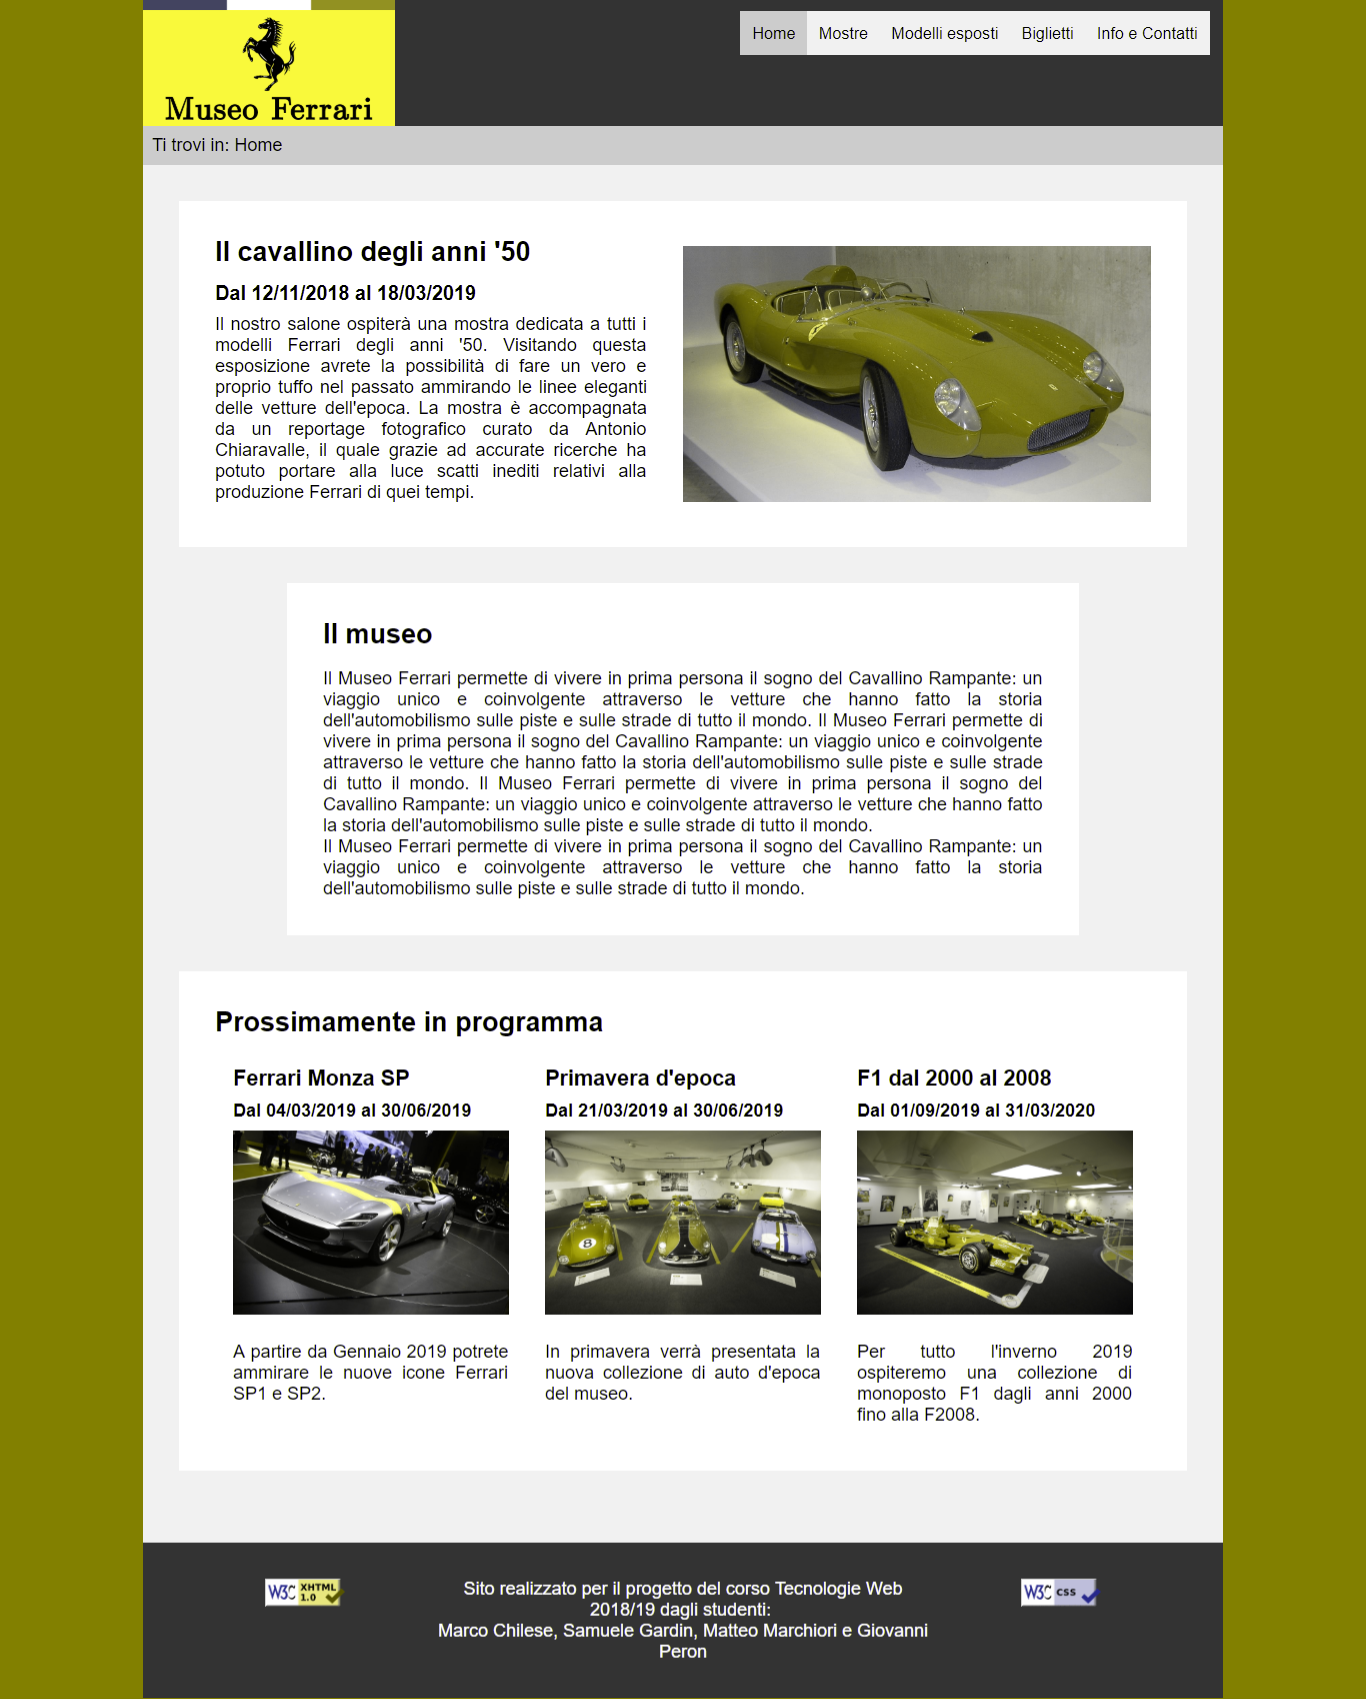 Museo Ferrari
Home Mostre Modelli esposti Biglietti Info e Contatti
Ti trovi in: Home
Il cavallino degli anni '50
Dal 12/11/2018 al 18/03/2019
Il nostro salone ospiterà una mostra dedicata a tutti i
modelli Ferrari degli anni '50. Visitando questa
esposizione avrete la possibilità di fare un vero e
proprio tuffo nel passato ammirando le linee eleganti
delle vetture dell'epoca. La mostra è accompagnata
da un reportage fotografico curato da Antonio
Chiaravalle, il quale grazie ad accurate ricerche ha
potuto portare alla luce scatti inediti relativi alla
produzione Ferrari di quei tempi.
Il museo
Il Museo Ferrari permette di vivere in prima persona il sogno del Cavallino Rampante: un
viaggio unico e coinvolgente attraverso le vetture che hanno fatto la storia
dell'automobilismo sulle piste e sulle strade di tutto il mondo. Il Museo Ferrari permette di
vivere in prima persona il sogno del Cavallino Rampante: un viaggio unico e coinvolgente
attraverso le vetture che hanno fatto la storia dell'automobilismo sulle piste e sulle strade
di tutto il mondo. Il Museo Ferrari permette di vivere in prima persona il sogno del
Cavallino Rampante: un viaggio unico e coinvolgente attraverso le vetture che hanno fatto
la storia dell'automobilismo sulle piste e sulle strade di tutto il mondo.
Il Museo Ferrari permette di vivere in prima persona il sogno del Cavallino Rampante: un
viaggio unico e coinvolgente attraverso le vetture che hanno fatto la storia
dell'automobilismo sulle piste e sulle strade di tutto il mondo.
Prossimamente in programma
Ferrari Monza SP
Dal 04/03/2019 al 30/06/2019
A partire da Gennaio 2019 potrete
ammirare le nuove icone Ferrari
SP1 e SP2.
Primavera d'epoca
Dal 21/03/2019 al 30/06/2019
8
In primavera verrà presentata la
nuova collezione di auto d'epoca
del museo.
F1 dal 2000 al 2008
Dal 01/09/2019 al 31/03/2020
Per tutto l'inverno 2019
ospiteremo una collezione di
monoposto F1 dagli anni 2000
fino alla F2008.
W3C XHTML 1.0
Sito realizzato per il progetto del corso Tecnologie Web
2018/19 dagli studenti:
Marco Chilese, Samuele Gardin, Matteo Marchiori e Giovanni
Peron
W3C css